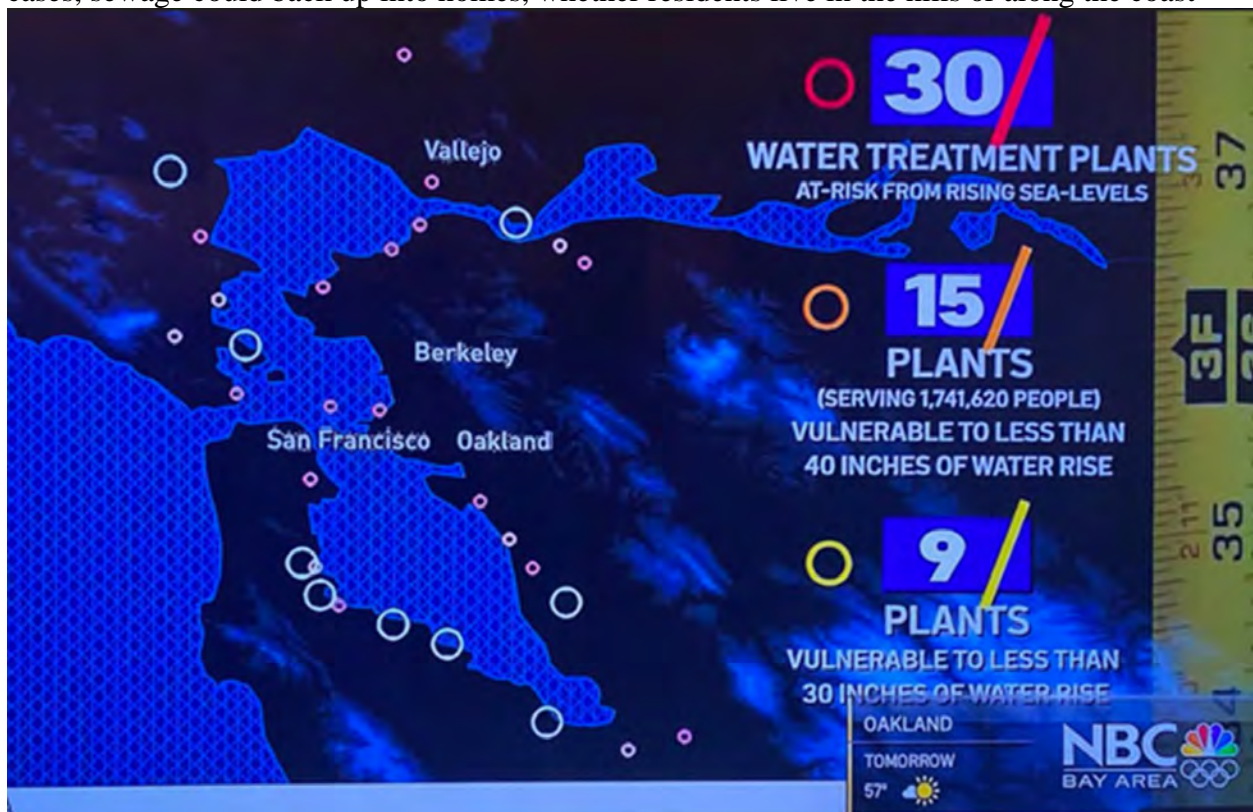 cases, sewage could back up into homes, whether residents live in the hills or along the coast
Vallejo
Berkeley
San Francisco
Oakland
30
WATER TREATMENT PLANTS
AT-RISK FROM RISING SEA-LEVELS
15
PLANTS
(SERVING 1,741,620 PEOPLE)
VULNERABLE TO LESS THAN
40 INCHES OF WATER RISE
9
PLANTS
VULNERABLE TO LESS THAN
30 INCHES OF WATER RISE
37
3F
35
2 11
34
OAKLAND
TOMORROW
57°
NBC
BAY AREA